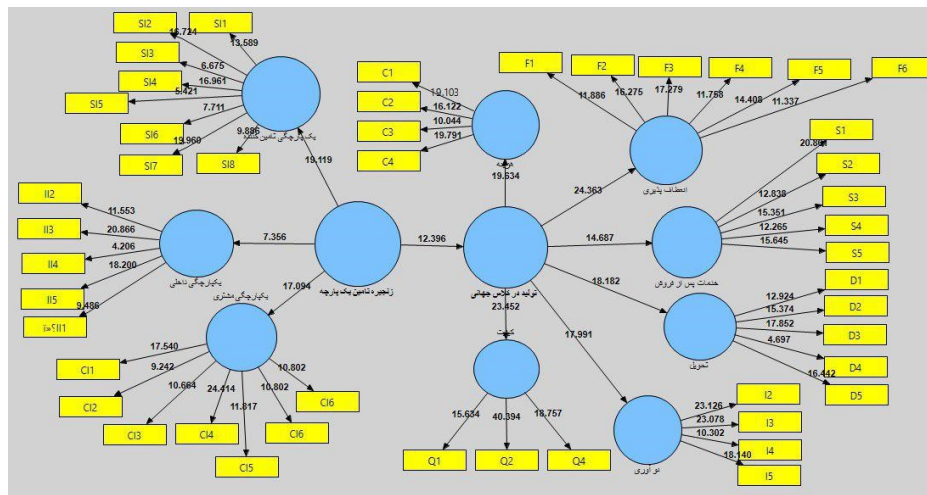 SI2
SI1
16.724
13.589
SI3
6.675
SI4
16.961
SI5
5.421
7.711
SI6
19.960
9.886
SI7
SI8
یکپارچگی تامین کننده
19.119
C1
19.103
C2
16.122
C3
10.044
C4
19.791
هزینه
19.634
F1
F2
F3
F4
F5
F6
11.886
16.275
17.279
11.758
14.408
11.337
انعطاف پذیری
24.363
S1
20.861
S2
12.838
S3
15.351
S4
12.265
S5
15.645
خدمات پس از فروش
14.687
II2
11.553
II3
20.866
II4
4.206
II5
18.200
9.486
یکپارچگی داخلی
7.356
زنجیره تامین یک پارچه
12.396
تولید در کلاس جهانی
18.182
D1
12.924
D2
15.374
D3
17.852
D4
4.697
D5
16.442
تحویل
یکپارچگی مشتری
17.094
CI1
17.540
CI2
9.242
CI3
10.664
CI4
24.414
CI5
11.817
CI6
10.802
CI6
10.802
23.452
کیفیت
15.634
40.394
18.757
Q1
Q2
Q4
17.991
نو آوری
I2
23.126
I3
23.078
I4
10.302
I5
18.140